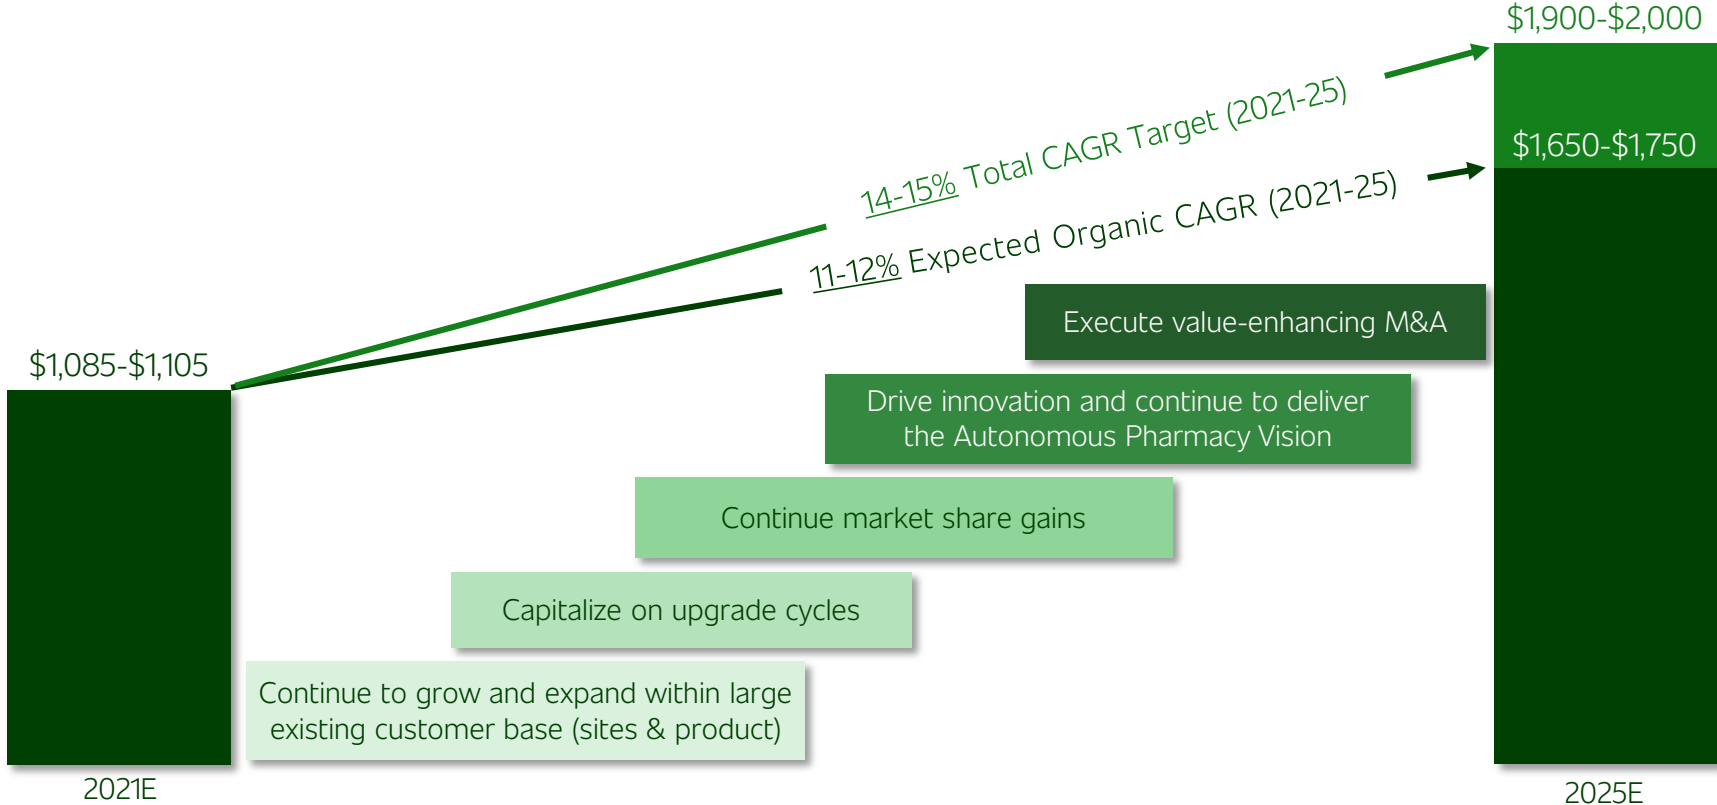 $1,900-$2,000
$1,650-$1,750
14-15% Total CAGR Target (2021-25)
11-12% Expected Organic CAGR (2021-25)
$1,085-$1,105
Execute value-enhancing M&A
Drive innovation and continue to deliver
the Autonomous Pharmacy Vision
Continue market share gains
Capitalize on upgrade cycles
Continue to grow and expand within large
existing customer base (sites & product)
2021E
2025E